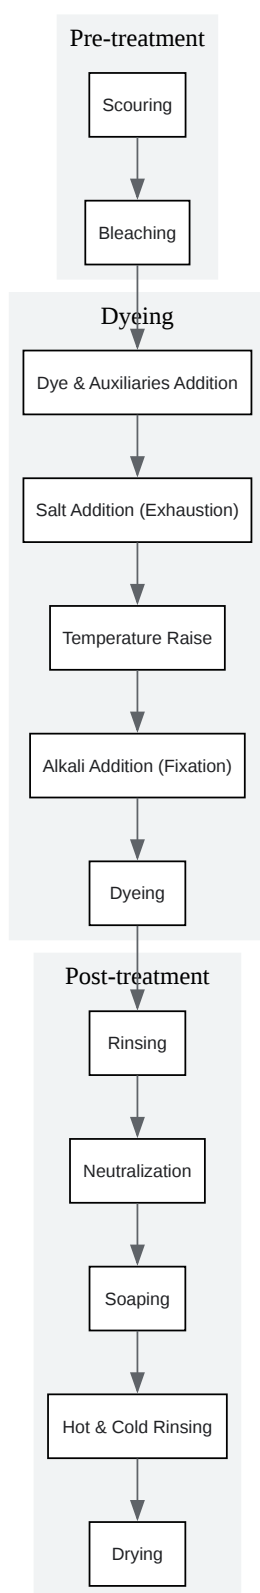 Pre-treatment
Scouring
Bleaching
Dyeing
Dye & Auxiliaries Addition
Salt Addition (Exhaustion)
Temperature Raise
Alkali Addition (Fixation)
Dyeing
Post-treatment
Rinsing
Neutralization
Soaping
Hot & Cold Rinsing
Drying